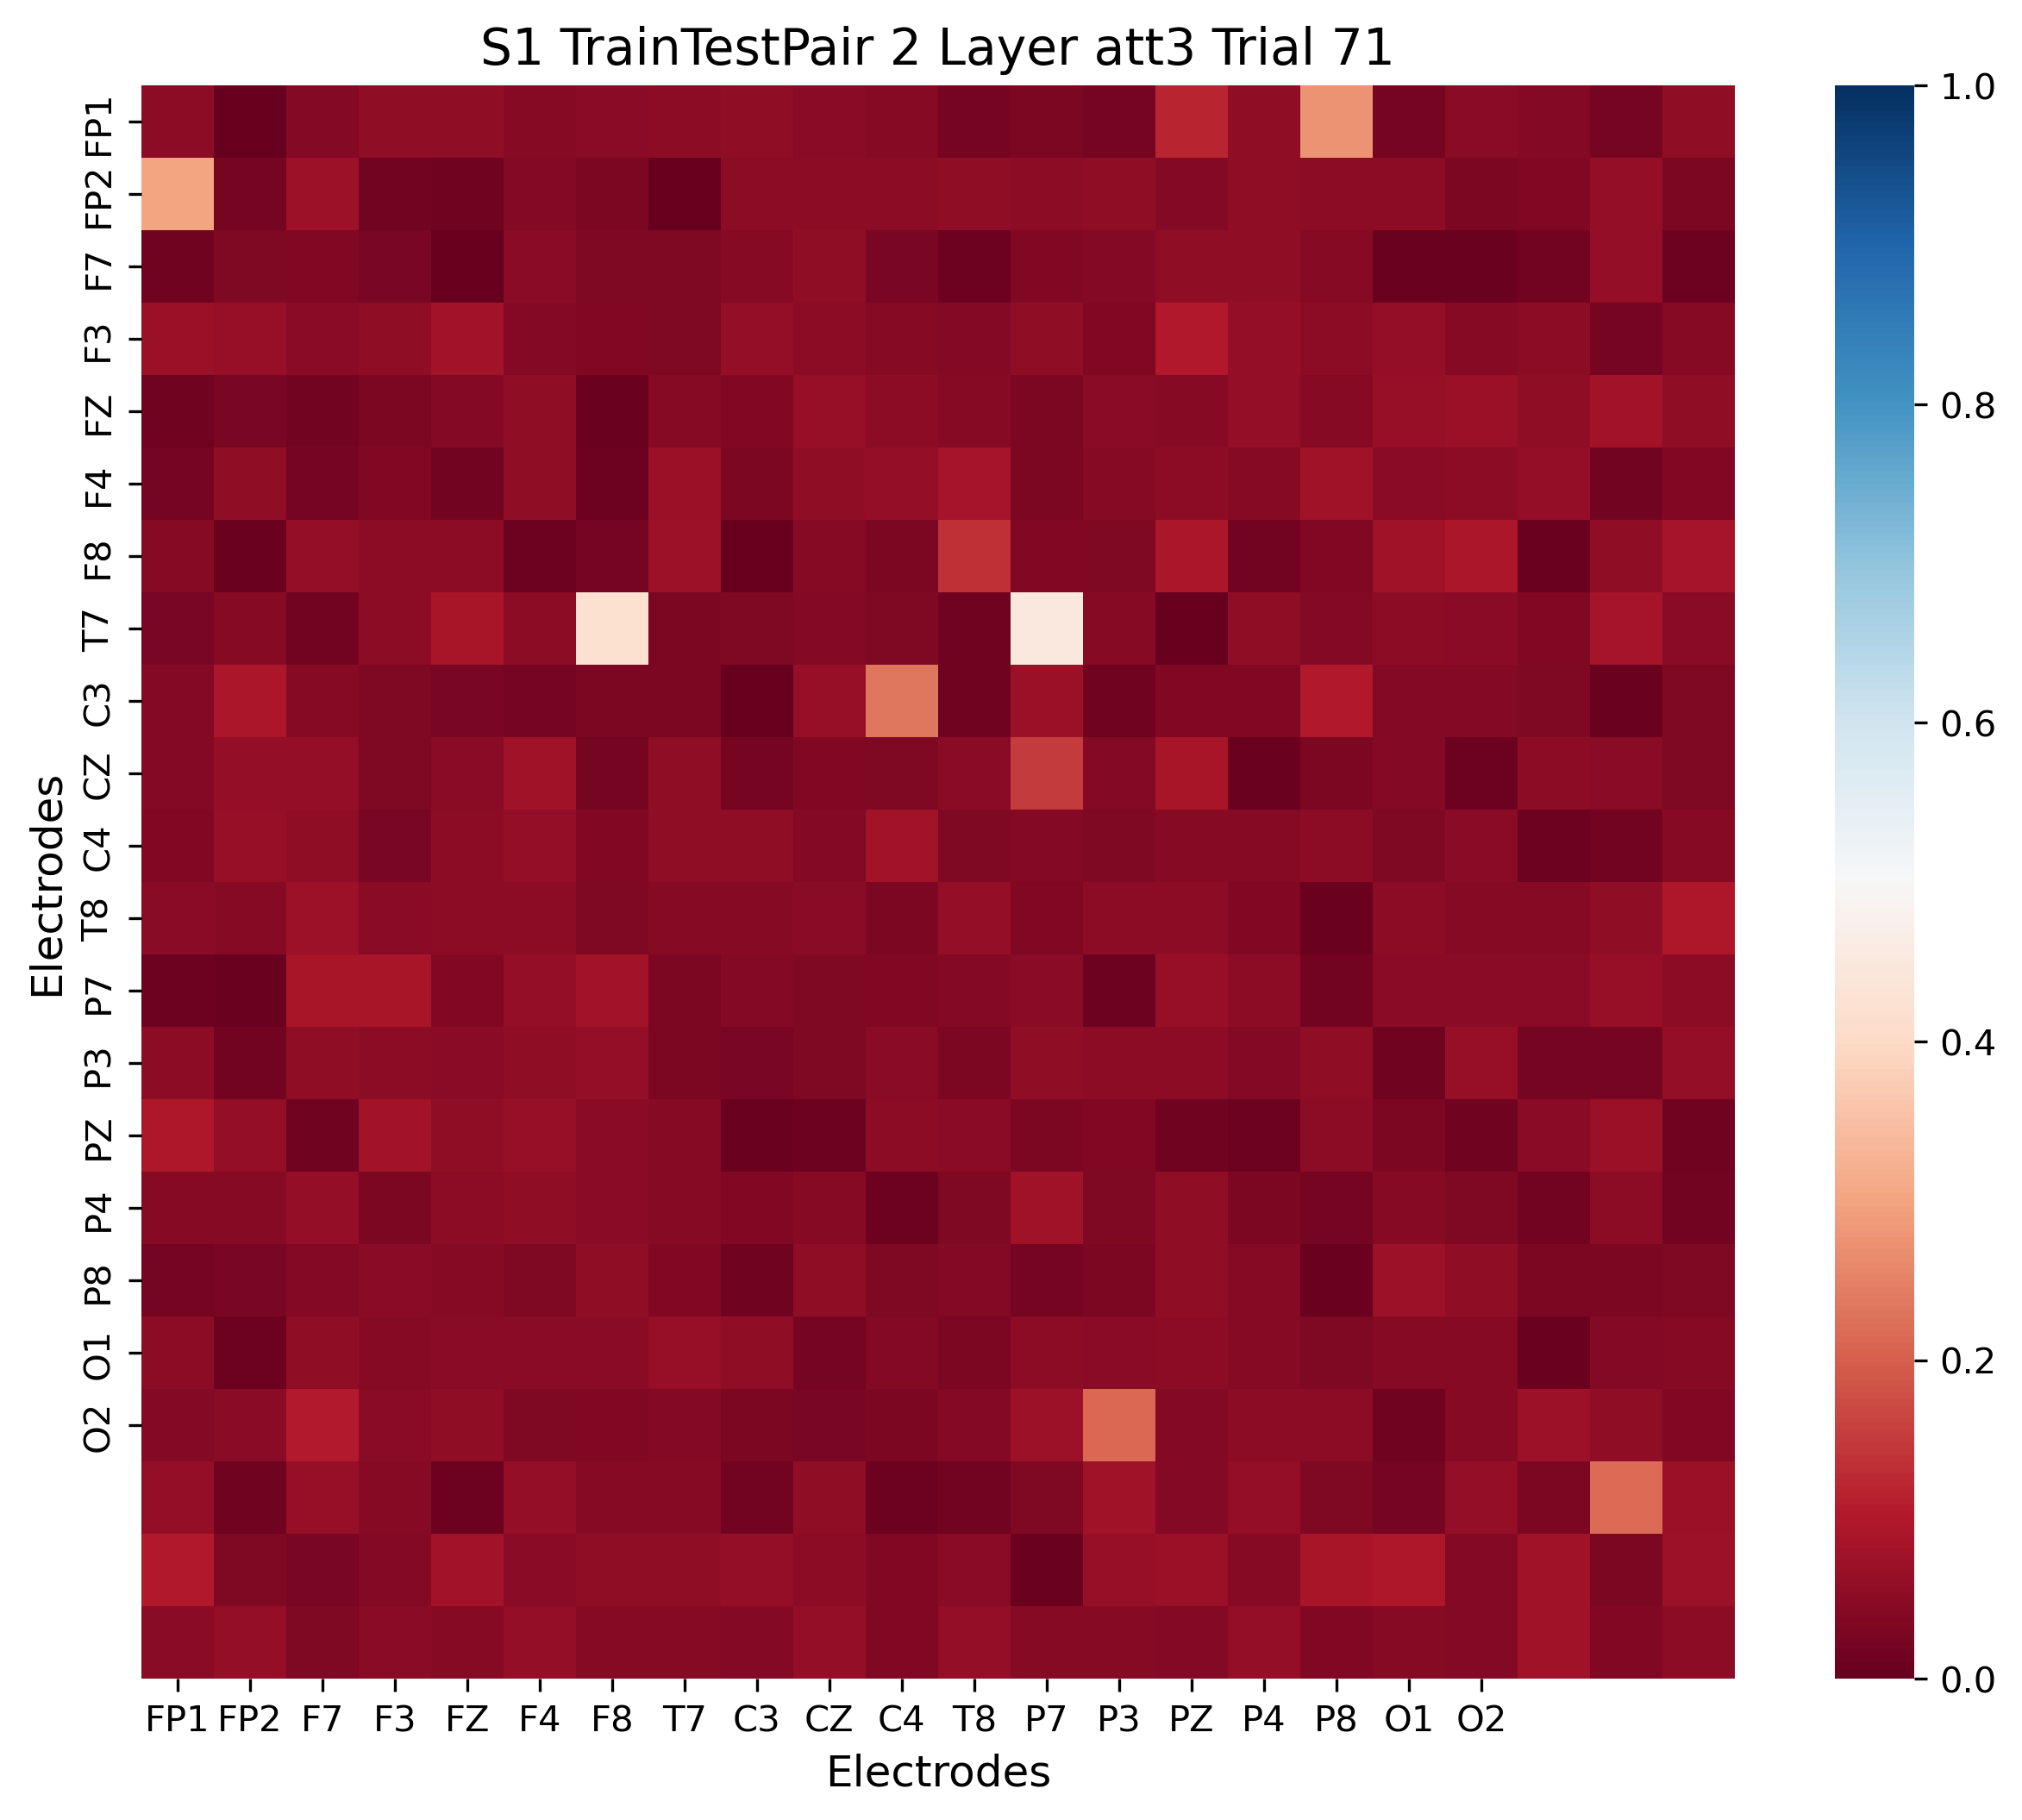 S1 TrainTestPair 2 Layer att3 Trial 71
Electrodes
FP1
FP2
F7
F3
FZ
F4
F8
T7
C3
CZ
C4
T8
P7
P3
PZ
P4
P8
O1
O2
FP1 FP2 F7 F3 FZ F4 F8 T7 C3 CZ C4 T8 P7 P3 PZ P4 P8 O1 O2
Electrodes
1.0
0.8
0.6
0.4
0.2
0.0